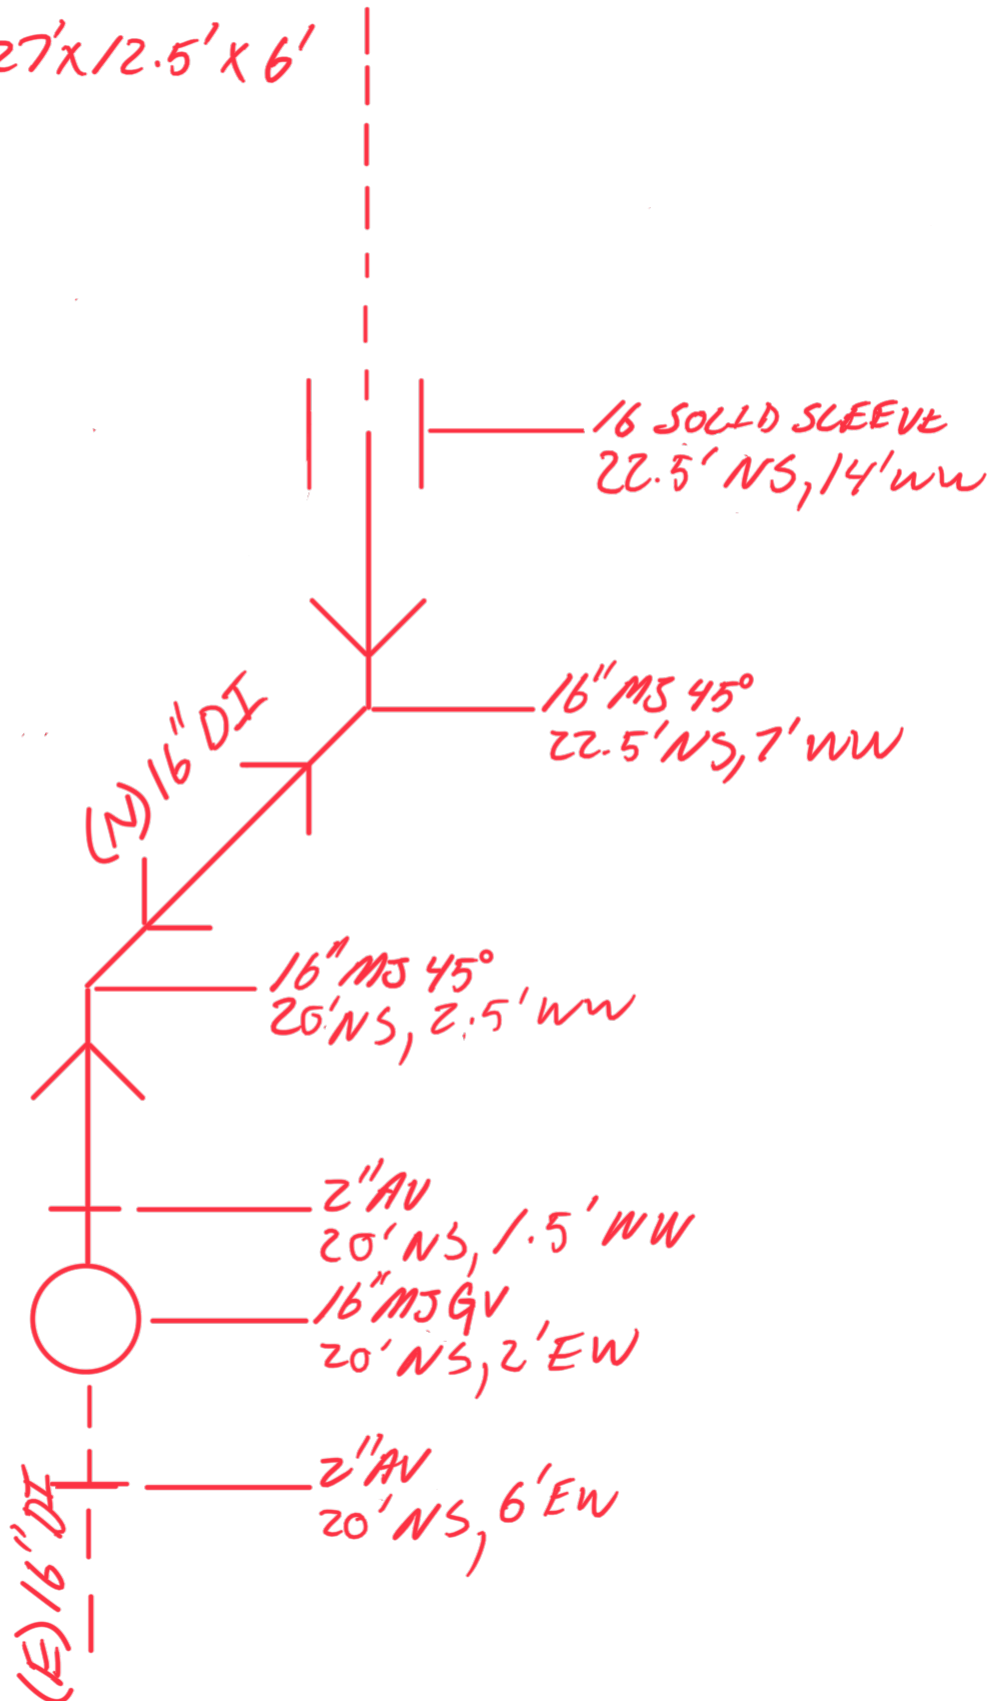 27'X12.5'X6'
16 SOLID SLEEVE
22.5' NS, 14' WW
16" MJ 45°
22.5' NS, 7' WW
(N) 16" DI
16" MJ 45°
20' NS, 2.5' WW
2" AV
20' NS, 1.5' WW
16" MJ GV
20' NS, 2' EW
2" AV
20' NS, 6' EW
(E) 16" DI